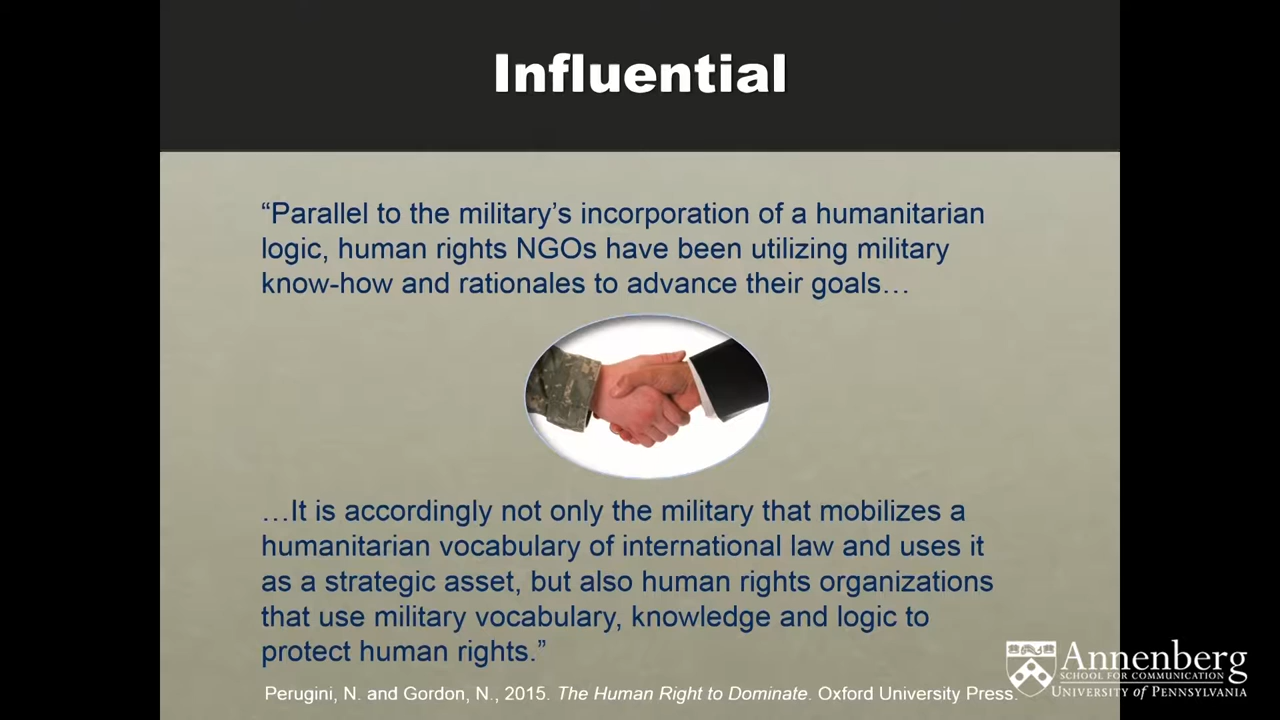 Influential
“Parallel to the military’s incorporation of a humanitarian
logic, human rights NGOs have been utilizing military
know-how and rationales to advance their goals…
…It is accordingly not only the military that mobilizes a
humanitarian vocabulary of international law and uses it
as a strategic asset, but also human rights organizations
that use military vocabulary, knowledge and logic to
protect human rights.”
Perugini, N. and Gordon, N., 2015. The Human Right to Dominate. Oxford University Press.
Annenberg
SCHOOL FOR COMMUNICATION
UNIVERSITY OF PENNSYLVANIA